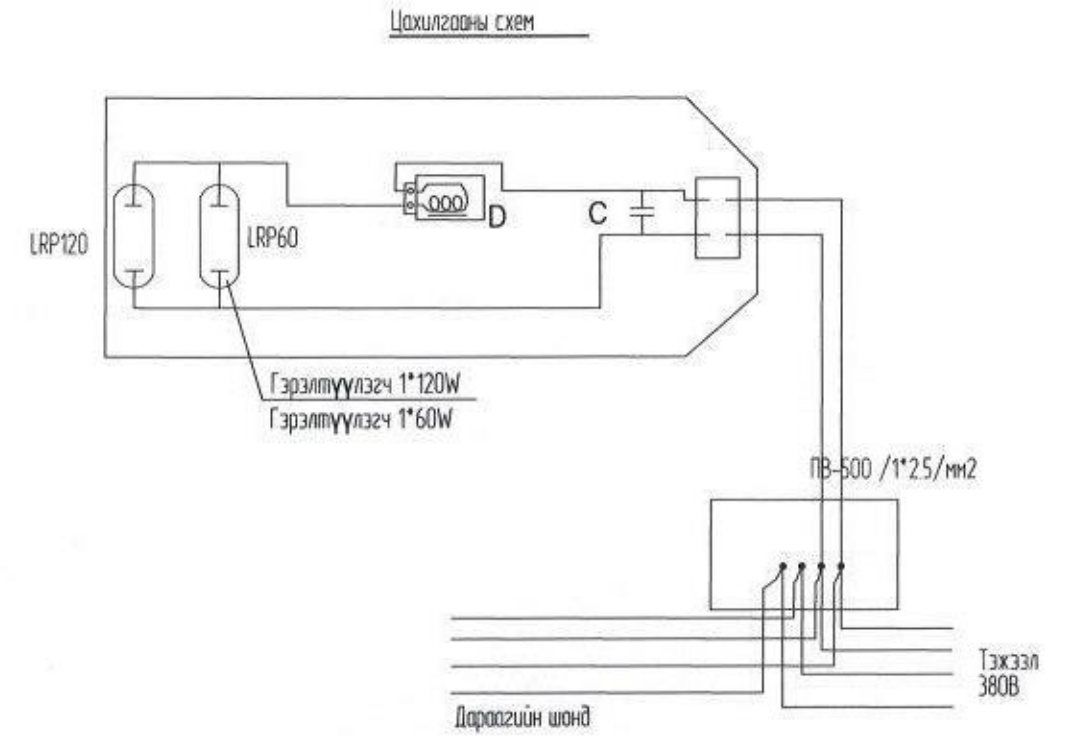 Цахилгааны схем
LRP120
LRP60
D
C
Гэрэлтүүлэгч 1*120W
Гэрэлтүүлэгч 1*60W
ПВ-500 /1*2.5/мм2
Тэжээл
380В
Дараагийн шонд